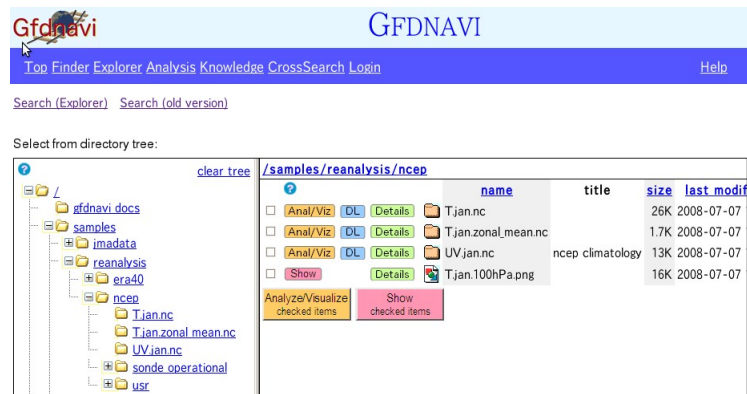 Gfdnavi GFDNAVI
Top Finder Explorer Analysis Knowledge CrossSearch Login Help
Search (Explorer) Search (old version)
Select from directory tree:
clear tree
/
gfdnavi docs
samples
jmadata
reanalysis
era40
ncep
T.jan.nc
T.jan.zonal mean.nc
UV.jan.nc
sonde operational
usr
/samples/reanalysis/ncep
name title size last modif
Anal/Viz DL Details T.jan.nc 26K 2008-07-07
Anal/Viz DL Details T.jan.zonal_mean.nc 1.7K 2008-07-07
Anal/Viz DL Details UV.jan.nc ncep climatology 13K 2008-07-07
Show Details T.jan.100hPa.png 16K 2008-07-07
Analyze/Visualize Show
checked items checked items